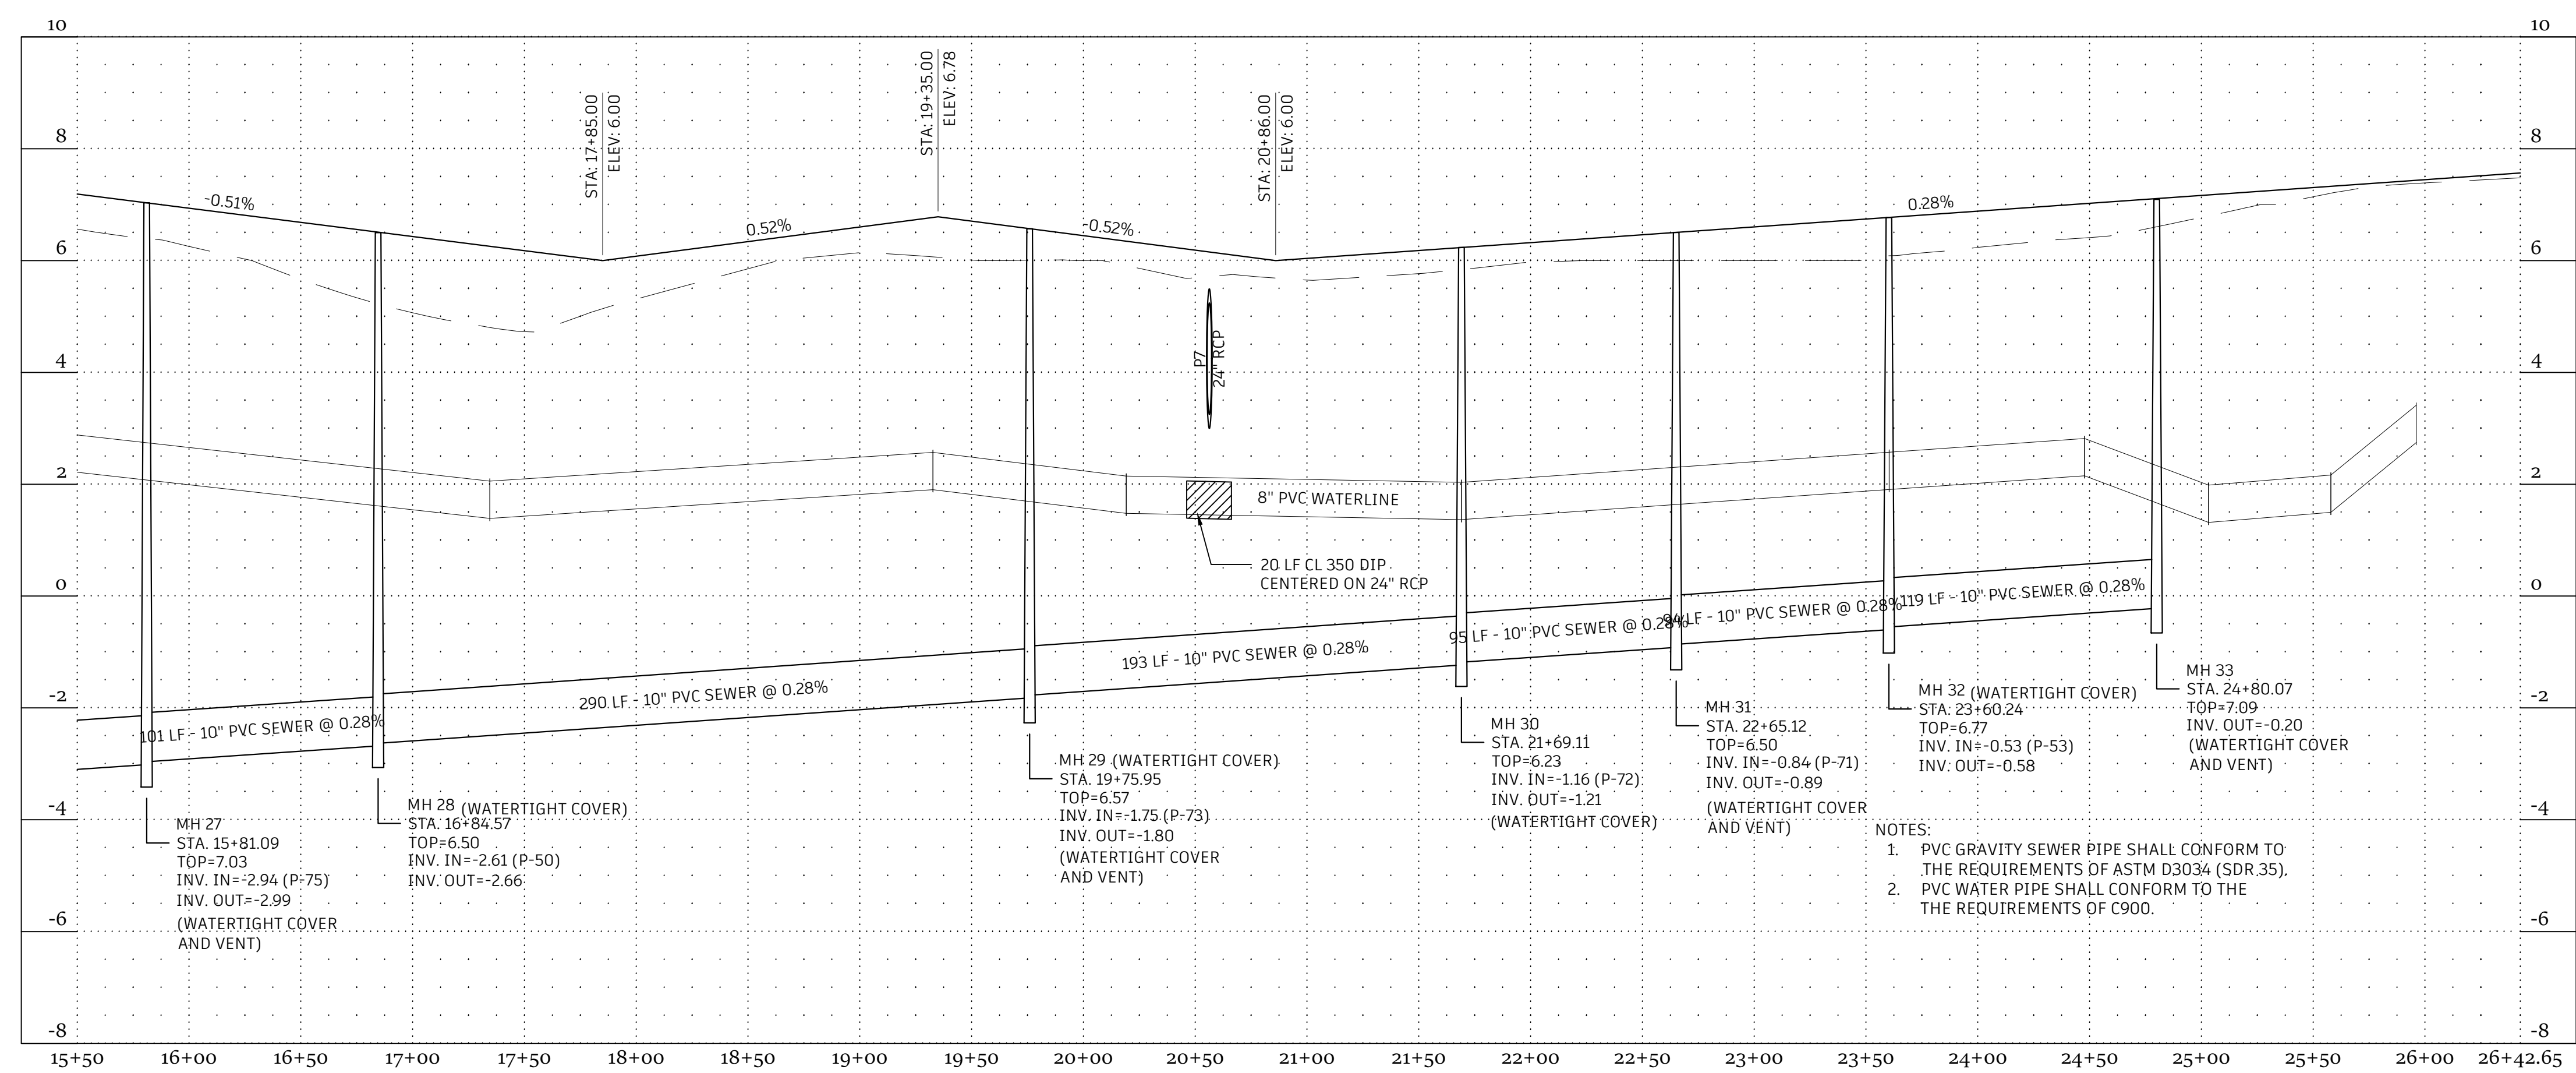 10
10
8
8
6
6
4
4
2
2
0
0
-2
-2
-4
-4
-6
-6
-8
-8
STA: 17+85.00
ELEV: 6.00
STA: 19+35.00
ELEV: 6.78
STA: 20+86.00
ELEV: 6.00
-0.51%
0.52%
-0.52%
0.28%
P7
24" RCP
8" PVC WATERLINE
20 LF CL 350 DIP
CENTERED ON 24" RCP
101 LF - 10" PVC SEWER @ 0.28%
290 LF - 10" PVC SEWER @ 0.28%
193 LF - 10" PVC SEWER @ 0.28%
95 LF - 10" PVC SEWER @ 0.28%
94 LF - 10" PVC SEWER @ 0.28%
119 LF - 10" PVC SEWER @ 0.28%
MH 27
STA. 15+81.09
TOP=7.03
INV. IN=-2.94 (P-75)
INV. OUT=-2.99
(WATERTIGHT COVER
AND VENT)
MH 28 (WATERTIGHT COVER)
STA. 16+84.57
TOP=6.50
INV. IN=-2.61 (P-50)
INV. OUT=-2.66
MH 29 (WATERTIGHT COVER)
STA. 19+75.95
TOP=6.57
INV. IN=-1.75 (P-73)
INV. OUT=-1.80
(WATERTIGHT COVER
AND VENT)
MH 30
STA. 21+69.11
TOP=6.23
INV. IN=-1.16 (P-72)
INV. OUT=-1.21
(WATERTIGHT COVER)
MH 31
STA. 22+65.12
TOP=6.50
INV. IN=-0.84 (P-71)
INV. OUT=-0.89
(WATERTIGHT COVER
AND VENT)
MH 32 (WATERTIGHT COVER)
STA. 23+60.24
TOP=6.77
INV. IN=-0.53 (P-53)
INV. OUT=-0.58
MH 33
STA. 24+80.07
TOP=7.09
INV. OUT=-0.20
(WATERTIGHT COVER
AND VENT)
NOTES:
1. PVC GRAVITY SEWER PIPE SHALL CONFORM TO
THE REQUIREMENTS OF ASTM D3034 (SDR 35).
2. PVC WATER PIPE SHALL CONFORM TO THE
THE REQUIREMENTS OF C900.
15+50 16+00 16+50 17+00 17+50 18+00 18+50 19+00 19+50 20+00 20+50 21+00 21+50 22+00 22+50 23+00 23+50 24+00 24+50 25+00 25+50 26+00 26+42.65